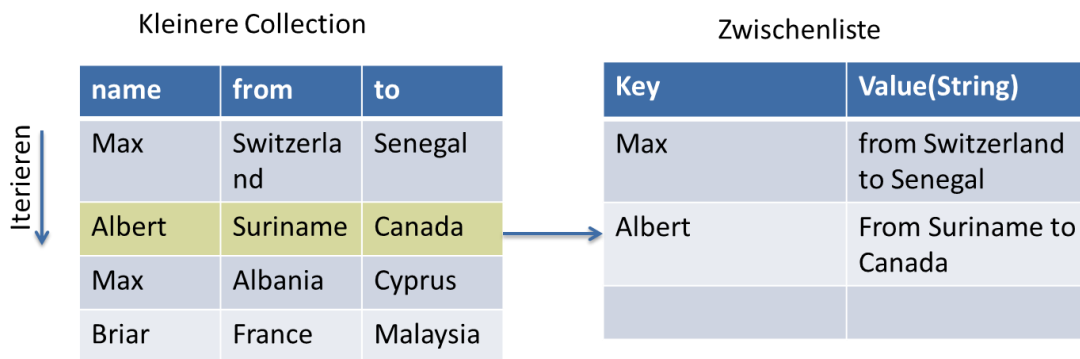 Kleinere Collection
Zwischenliste
Iterieren
name from to
Max Switzerla Senegal
nd
Albert Suriname Canada
Max Albania Cyprus
Briar France Malaysia
Key Value(String)
Max from Switzerland
to Senegal
Albert From Suriname to
Canada